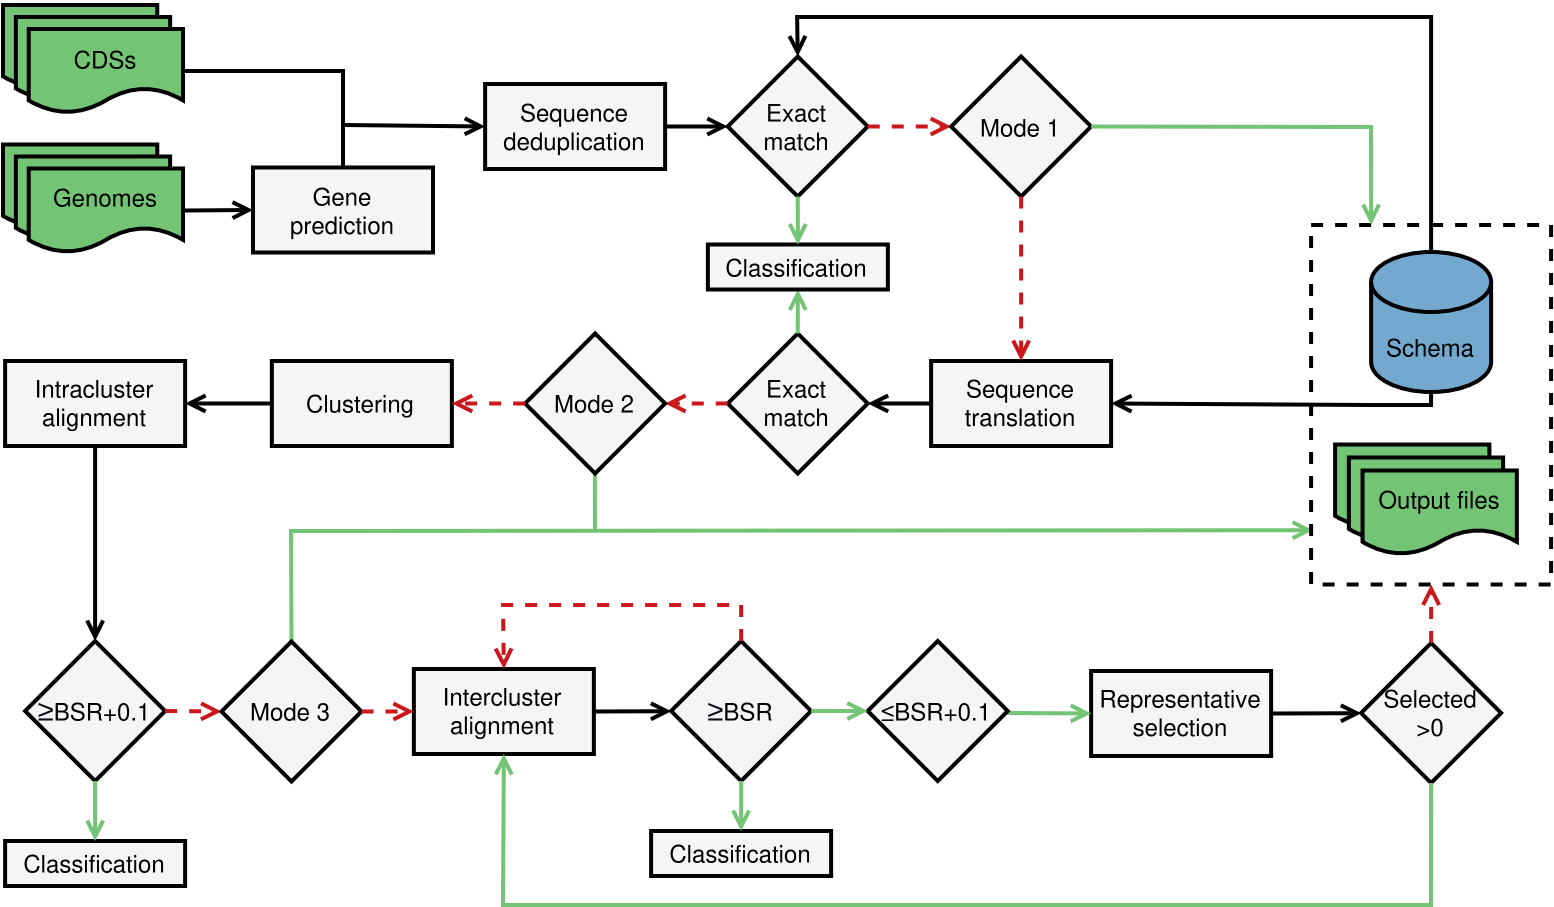 CDSs
Sequence
deduplication
Exact
match
Mode 1
Genomes
Gene
prediction
Classification
Schema
Intracluster
alignment
Clustering
Mode 2
Exact
match
Sequence
translation
Output files
≥BSR+0.1
Mode 3
Intercluster
alignment
≥BSR
≤BSR+0.1
Representative
selection
Selected
>0
Classification
Classification